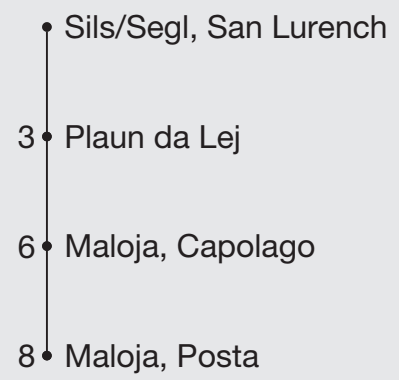 Sils/Segl, San Lurench
3 Plaun da Lej
6 Maloja, Capolago
8 Maloja, Posta